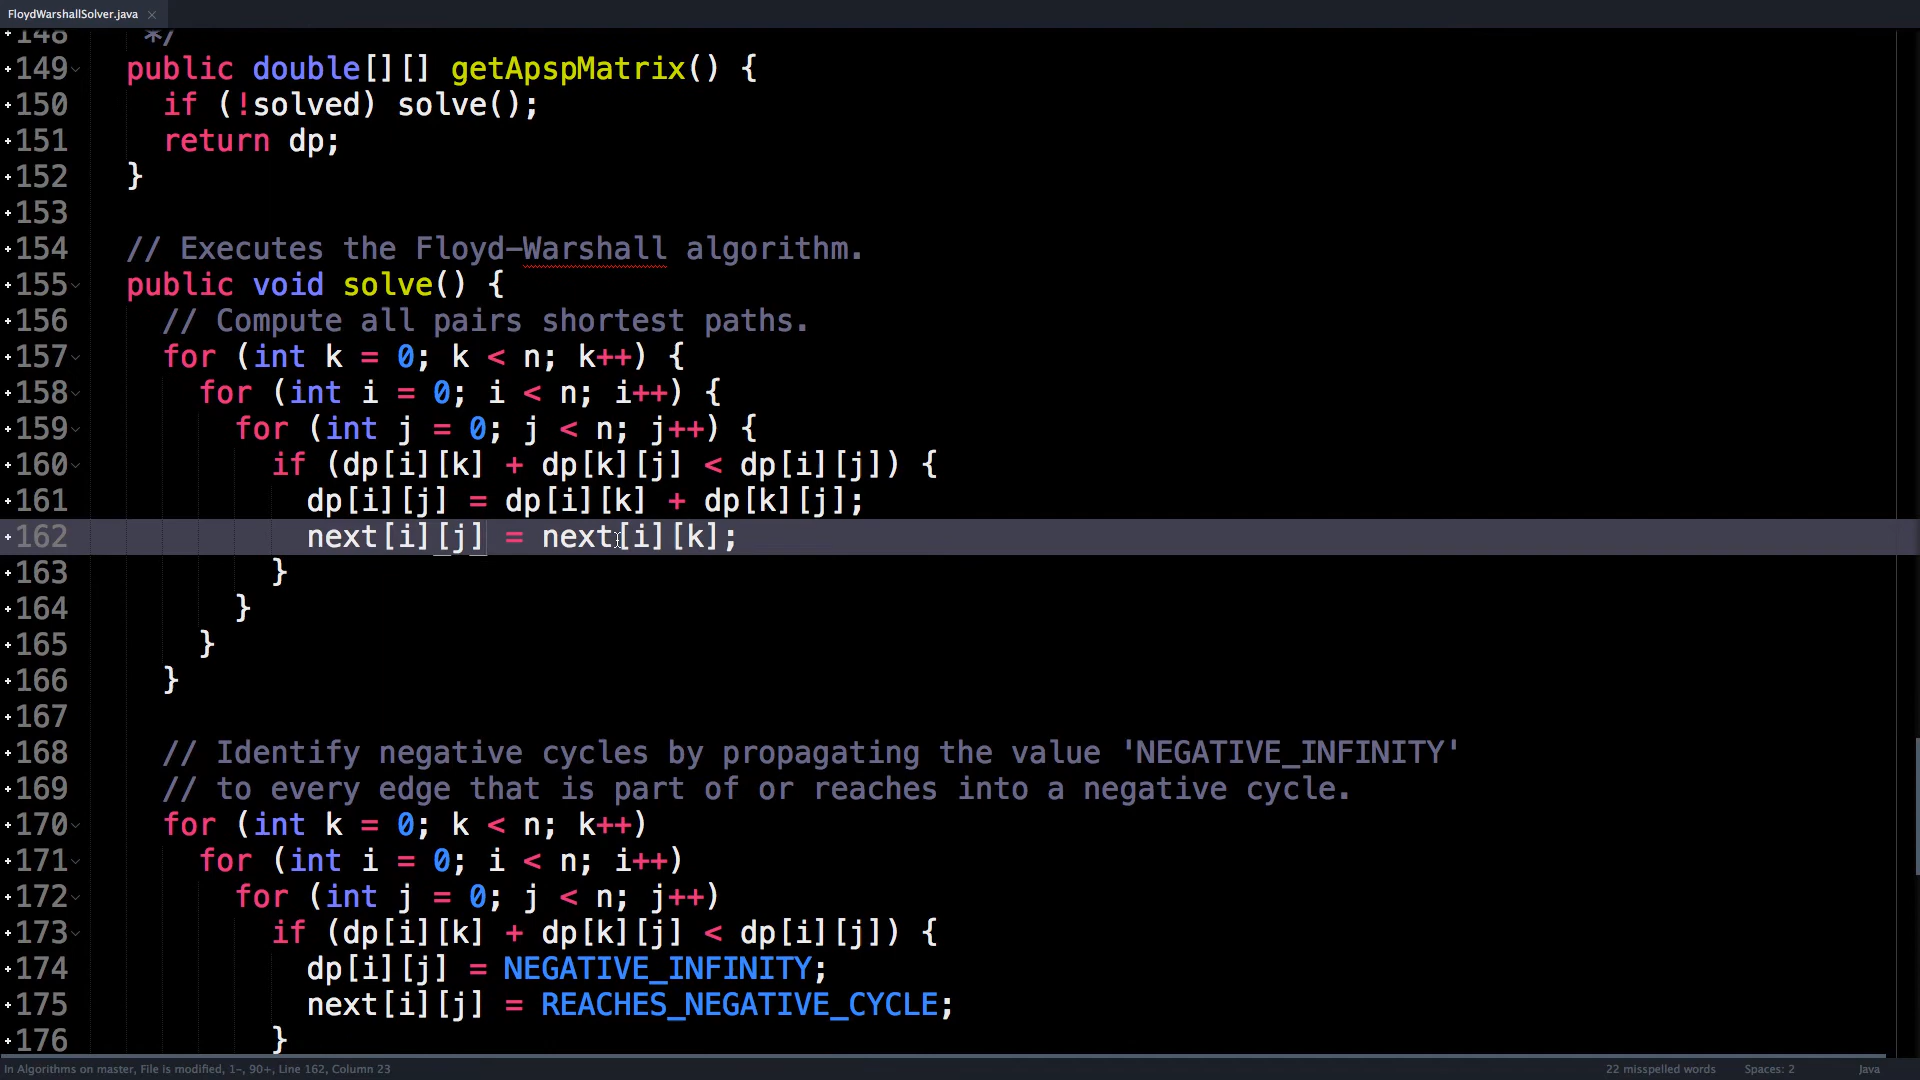 FloydWarshallSolver.java ×
148 */
149 public double[][] getApspMatrix() {
150 if (!solved) solve();
151 return dp;
152 }
153
154 // Executes the Floyd-Warshall algorithm.
155 public void solve() {
156 // Compute all pairs shortest paths.
157 for (int k = 0; k < n; k++) {
158 for (int i = 0; i < n; i++) {
159 for (int j = 0; j < n; j++) {
160 if (dp[i][k] + dp[k][j] < dp[i][j]) {
161 dp[i][j] = dp[i][k] + dp[k][j];
162 next[i][j] = next[i][k];
163 }
164 }
165 }
166 }
167
168 // Identify negative cycles by propagating the value 'NEGATIVE_INFINITY'
169 // to every edge that is part of or reaches into a negative cycle.
170 for (int k = 0; k < n; k++)
171 for (int i = 0; i < n; i++)
172 for (int j = 0; j < n; j++)
173 if (dp[i][k] + dp[k][j] < dp[i][j]) {
174 dp[i][j] = NEGATIVE_INFINITY;
175 next[i][j] = REACHES_NEGATIVE_CYCLE;
176 }
In Algorithms on master, File is modified, 1-, 90+, Line 162, Column 23 22 misspelled words Spaces: 2 Java